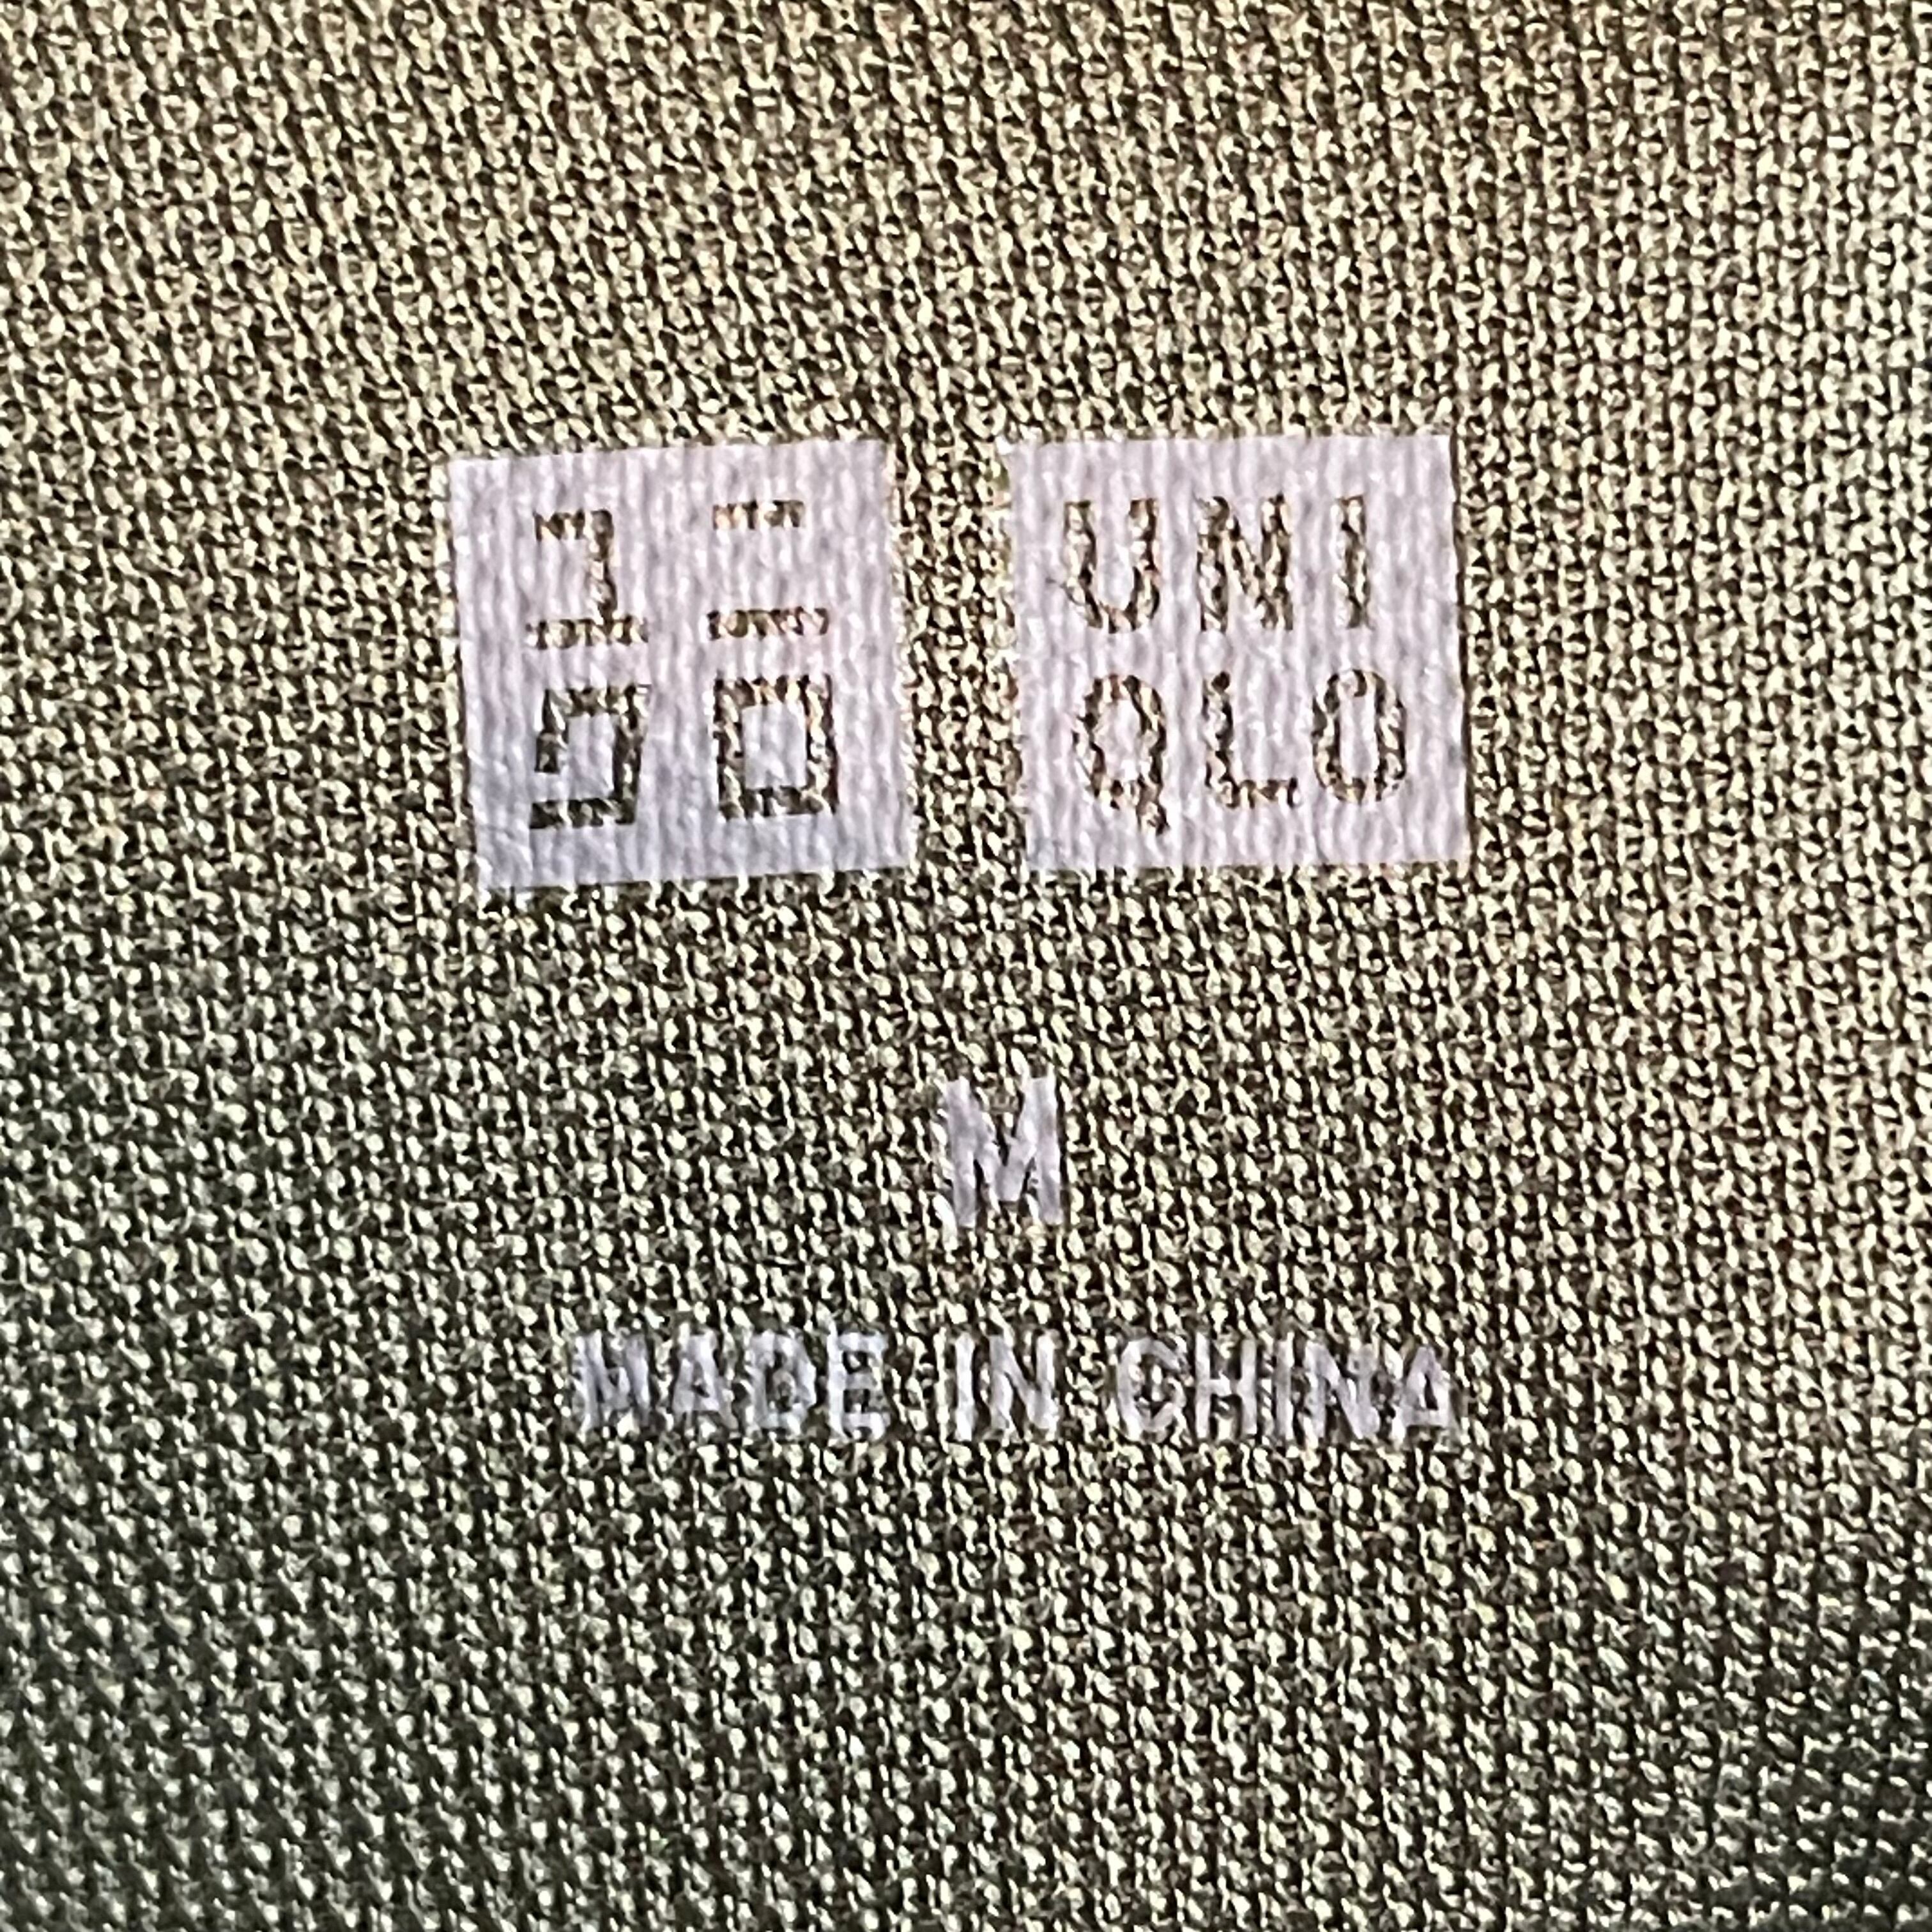 ユニ UNI
クロ QLO
M
MADE IN CHINA